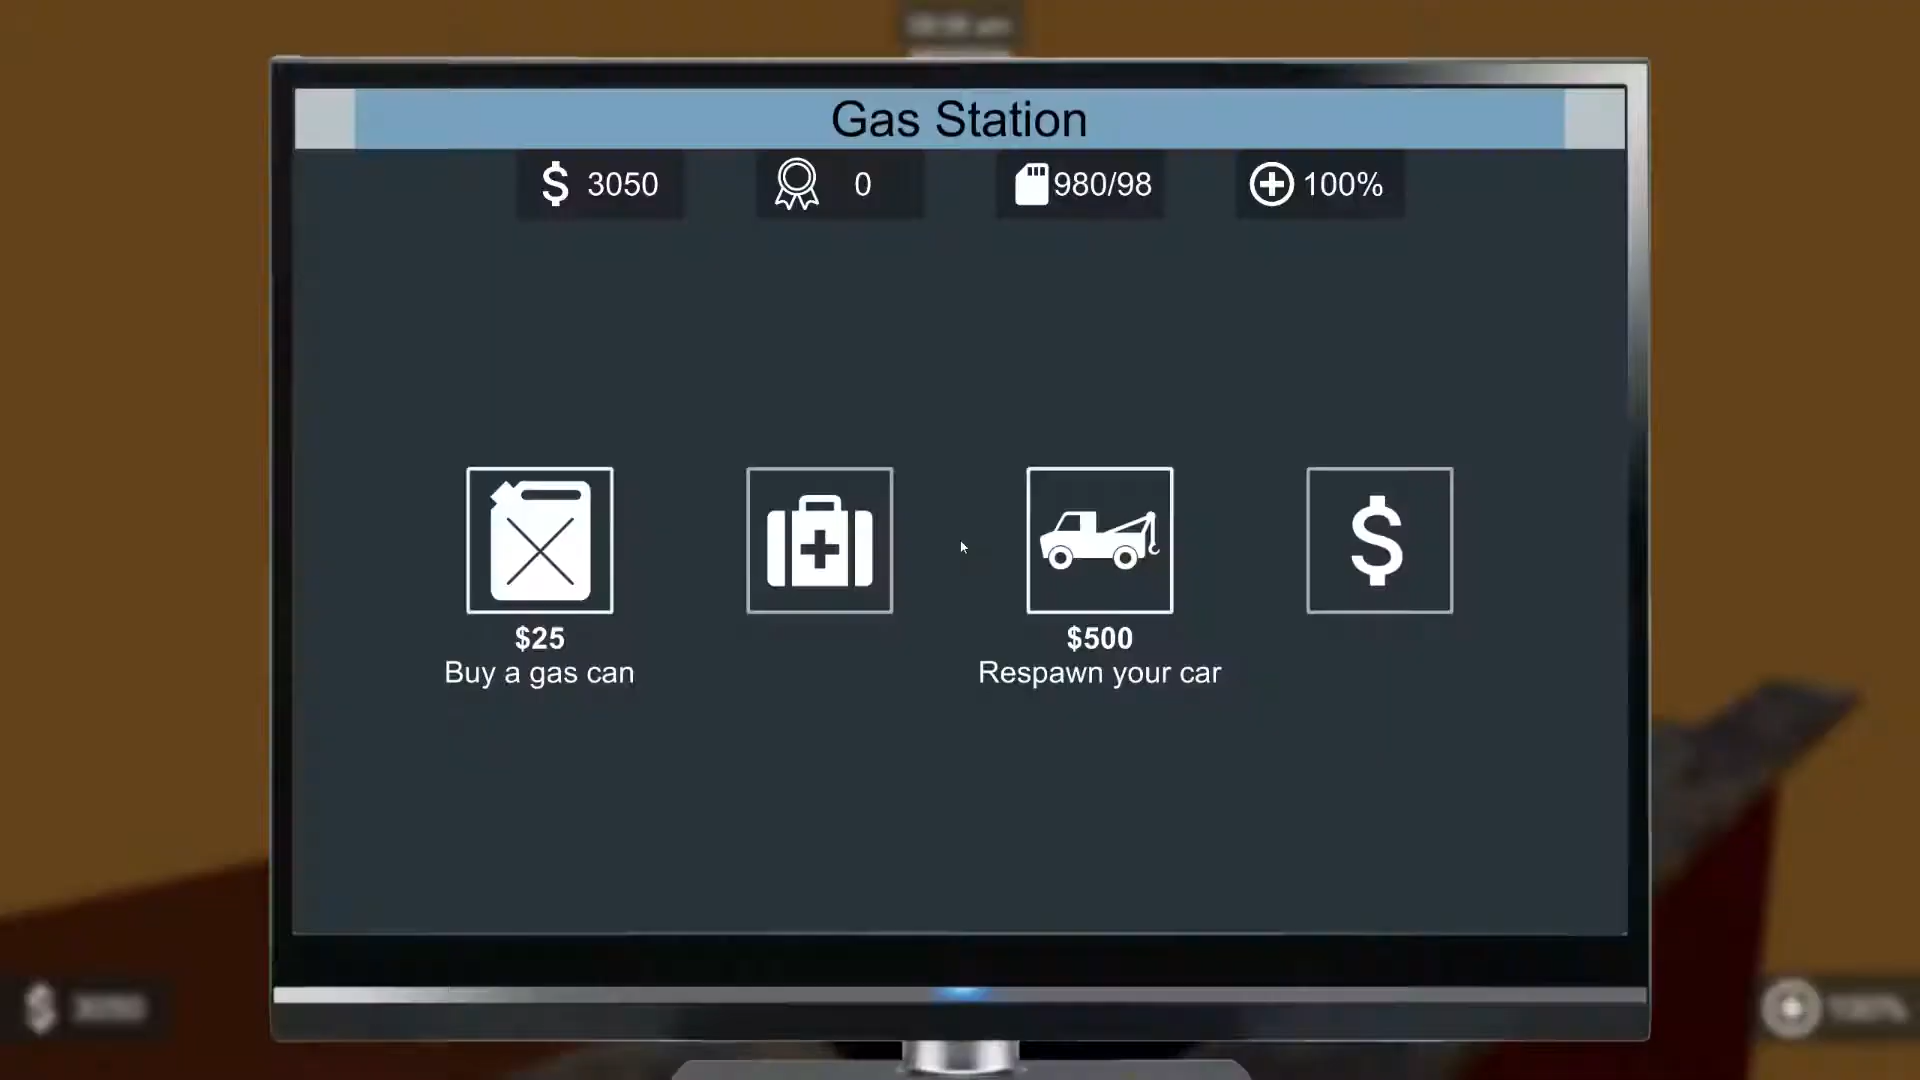 Gas Station
$ 3050
0
980/98
100%
$
$25
Buy a gas can
$500
Respawn your car